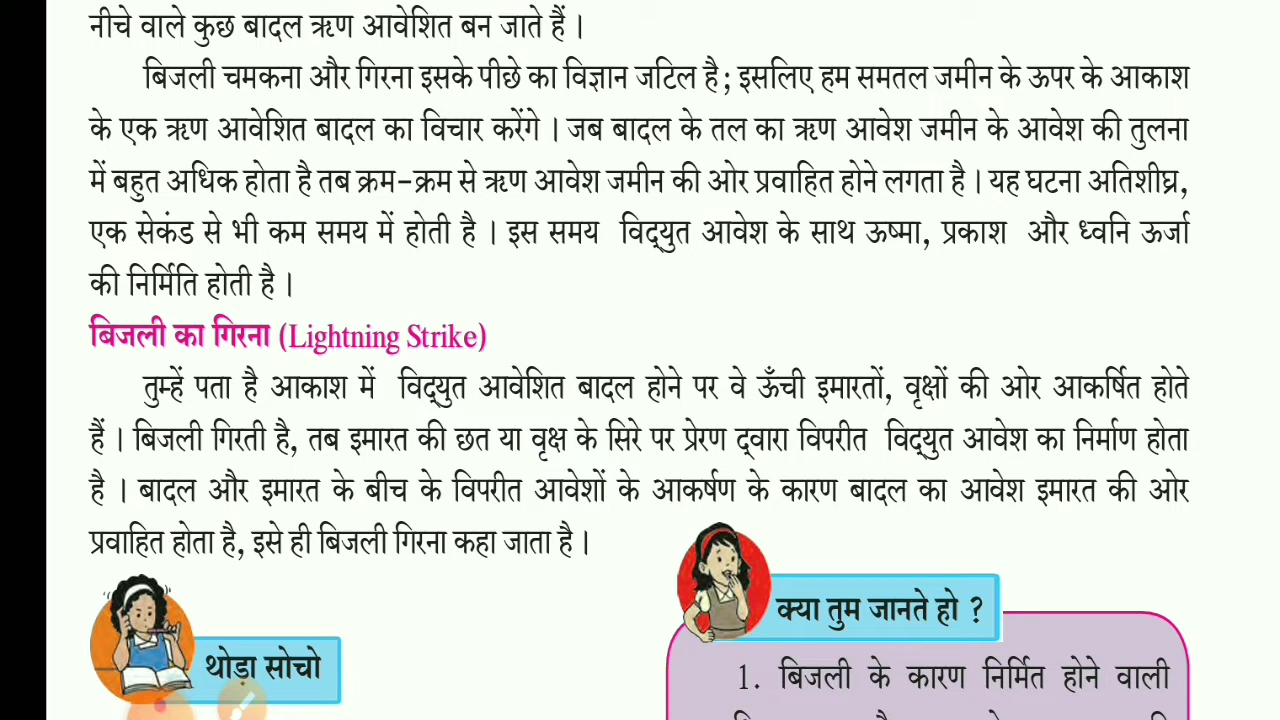 नीचे वाले कुछ बादल ऋण आवेशित बन जाते हैं ।
बिजली चमकना और गिरना इसके पीछे का विज्ञान जटिल है; इसलिए हम समतल जमीन के ऊपर के आकाश
के एक ऋण आवेशित बादल का विचार करेंगे । जब बादल के तल का ऋण आवेश जमीन के आवेश की तुलना
में बहुत अधिक होता है तब क्रम-क्रम से ऋण आवेश जमीन की ओर प्रवाहित होने लगता है । यह घटना अतिशीघ्र,
एक सेकंड से भी कम समय में होती है । इस समय विद्युत आवेश के साथ ऊष्मा, प्रकाश और ध्वनि ऊर्जा
की निर्मिति होती है ।
बिजली का गिरना (Lightning Strike)
तुम्हें पता है आकाश में विद्युत आवेशित बादल होने पर वे ऊँची इमारतों, वृक्षों की ओर आकर्षित होते
हैं । बिजली गिरती है, तब इमारत की छत या वृक्ष के सिरे पर प्रेरण द्वारा विपरीत विद्युत आवेश का निर्माण होता
है । बादल और इमारत के बीच के विपरीत आवेशों के आकर्षण के कारण बादल का आवेश इमारत की ओर
प्रवाहित होता है, इसे ही बिजली गिरना कहा जाता है ।
थोड़ा सोचो
क्या तुम जानते हो ?
1. बिजली के कारण निर्मित होने वाली